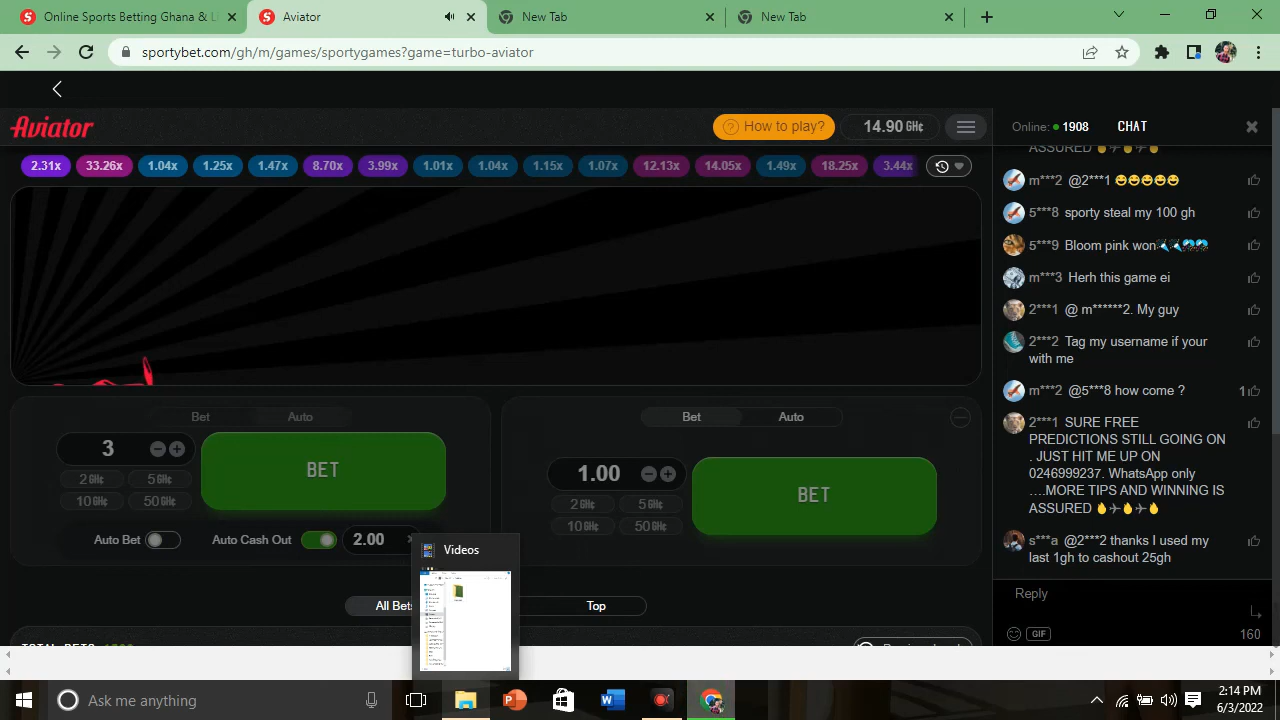 Online Sports Betting Ghana & L
Aviator
New Tab
New Tab
sportybet.com/gh/m/games/sportygames?game=turbo-aviator
Aviator
How to play?
14.90 GH¢
Online: 1908
CHAT
2.31x 33.26x 1.04x 1.25x 1.47x 8.70x 3.99x 1.01x 1.04x 1.15x 1.07x 12.13x 14.05x 1.49x 18.25x 3.44x
Bet Auto
3
BET
2 GH¢ 5 GH¢
10 GH¢ 50 GH¢
Auto Bet
Auto Cash Out
2.00
Bet Auto
1.00
BET
2 GH¢ 5 GH¢
10 GH¢ 50 GH¢
Videos
All Bets
Top
ASSURED 🔥✈🔥✈🔥
m***2 @2***1 😂😂😂😂😂
5***8 sporty steal my 100 gh
5***9 Bloom pink won
m***3 Herh this game ei
2***1 @ m******2. My guy
2***2 Tag my username if your
with me
m***2 @5***8 how come ? 1
2***1 SURE FREE
PREDICTIONS STILL GOING ON
. JUST HIT ME UP ON
0246999237. WhatsApp only
….MORE TIPS AND WINNING IS
ASSURED 🔥✈🔥✈🔥
s***a @2***2 thanks I used my
last 1gh to cashout 25gh
Reply
GIF
160
Ask me anything
2:14 PM
6/3/2022